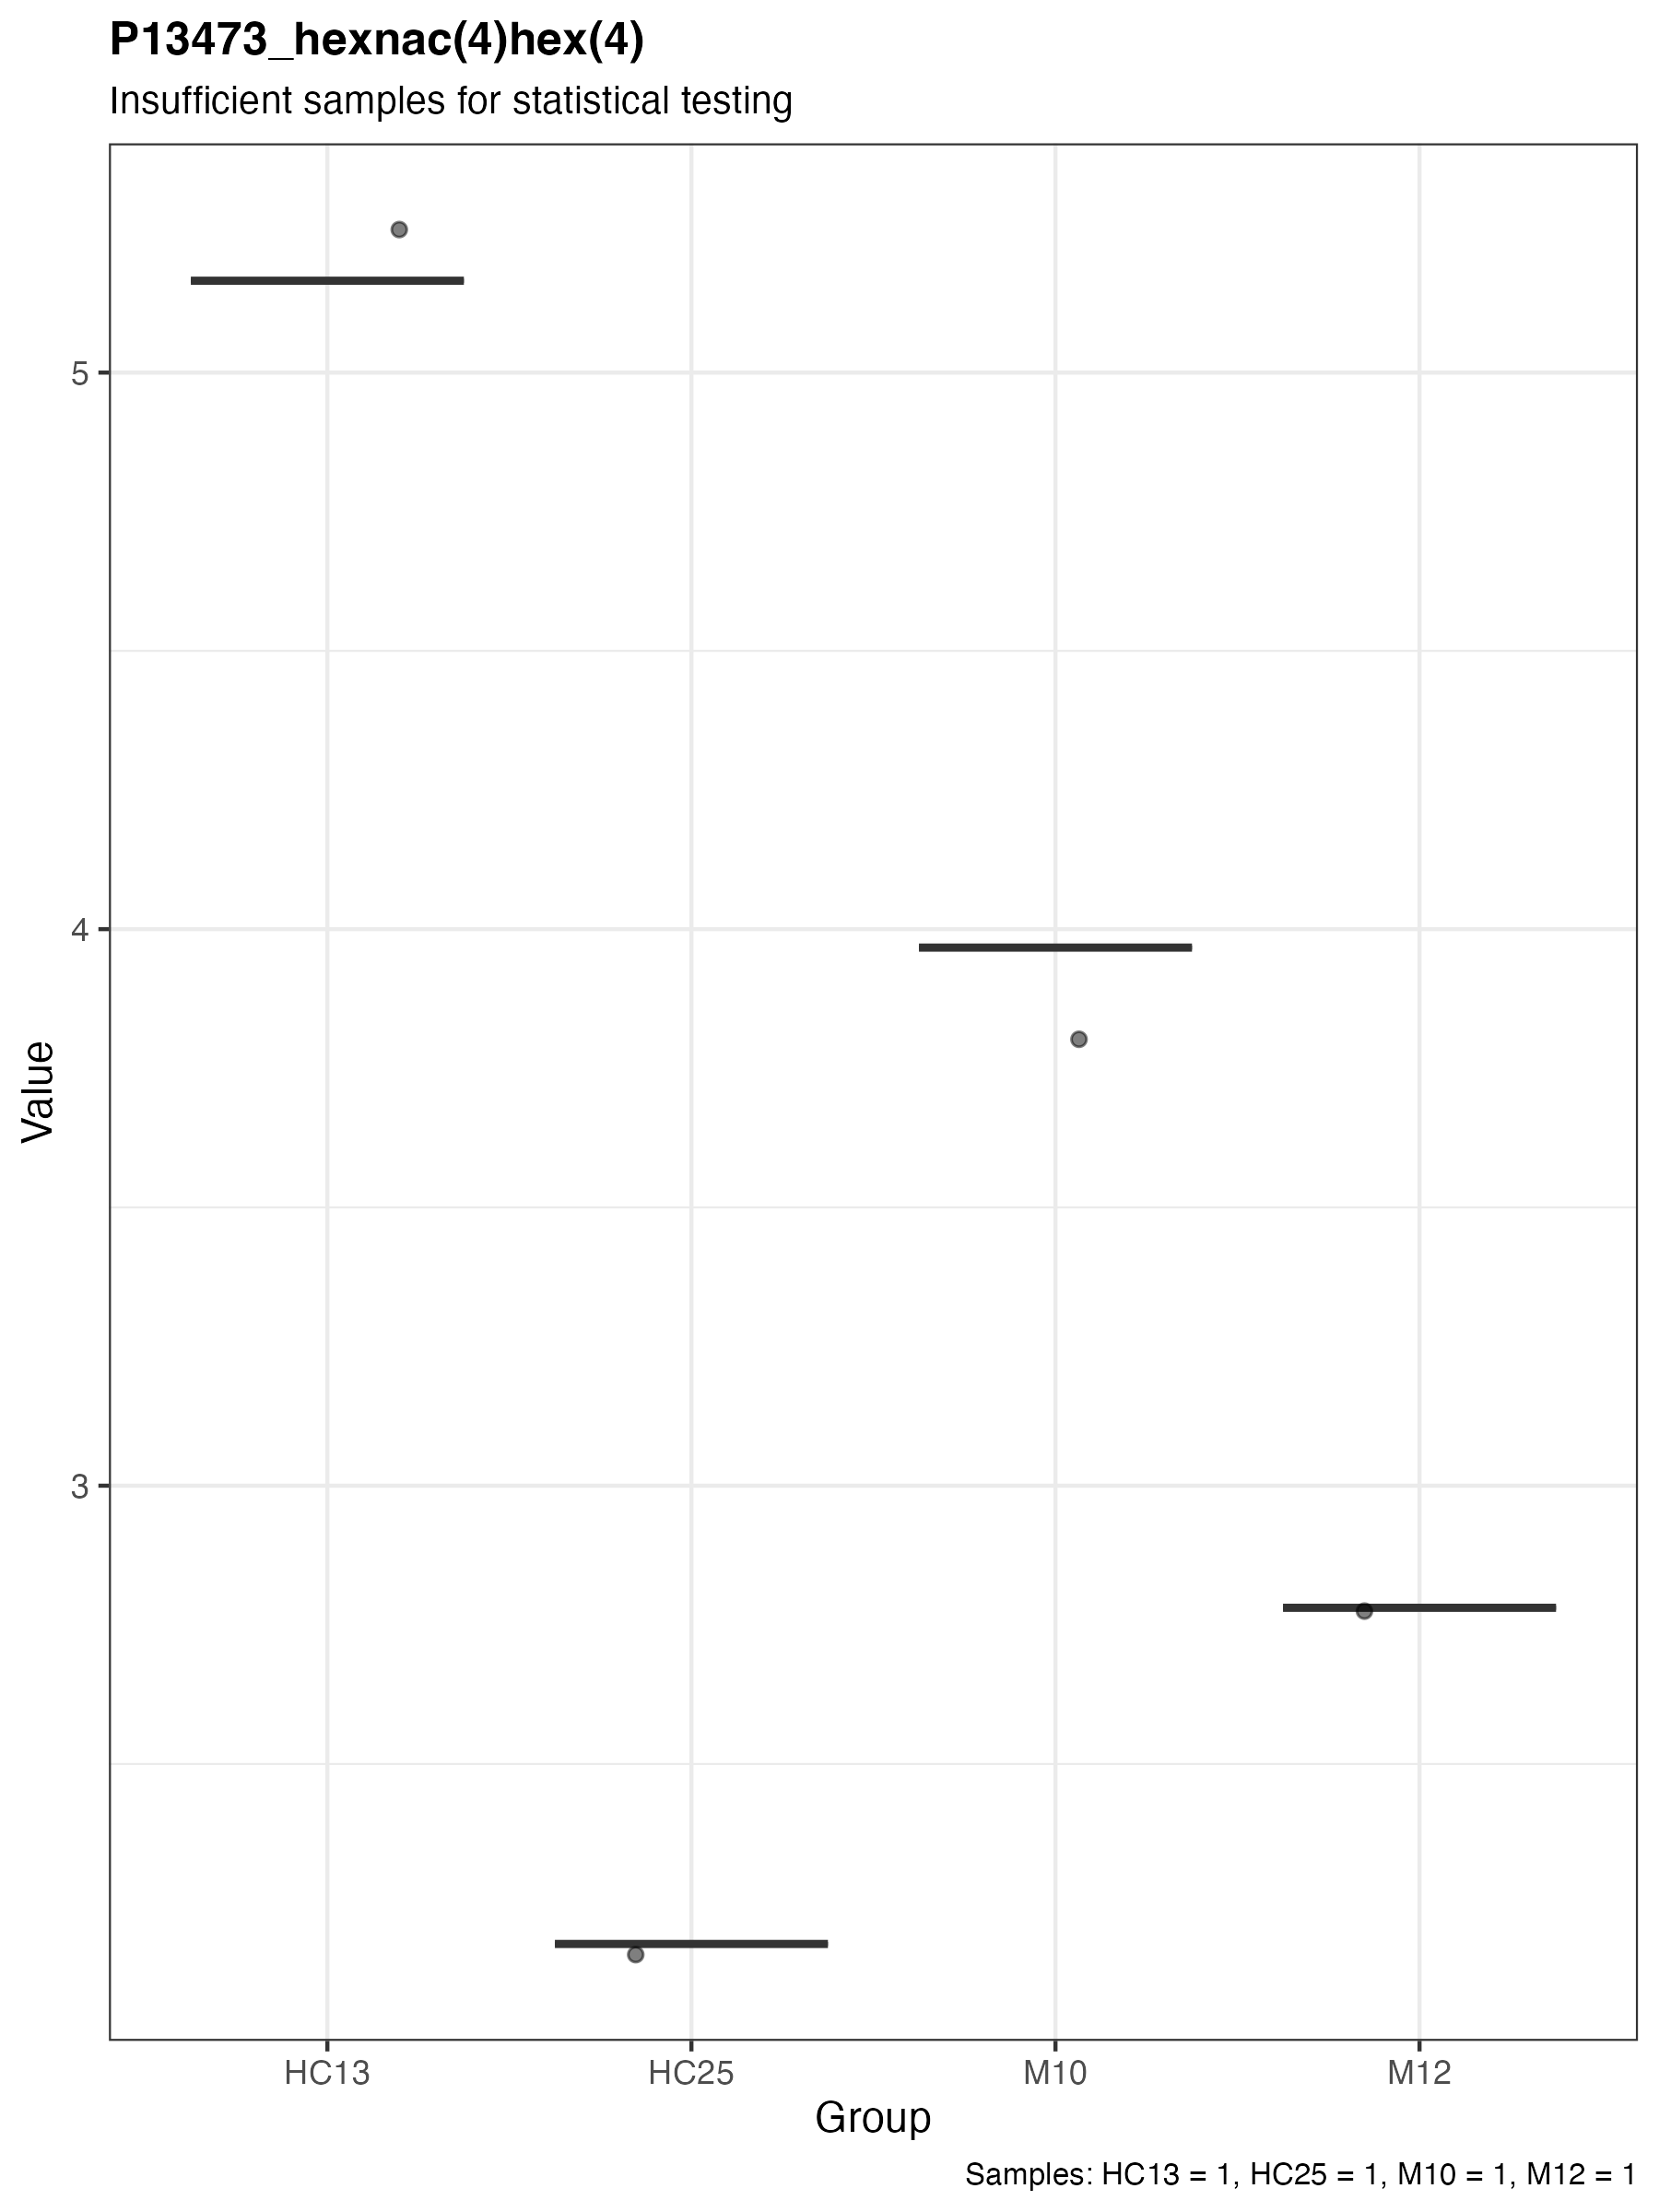 P13473_hexnac(4)hex(4)
Insufficient samples for statistical testing
Value
5
4
3
HC13 HC25 M10 M12
Group
Samples: HC13 = 1, HC25 = 1, M10 = 1, M12 = 1